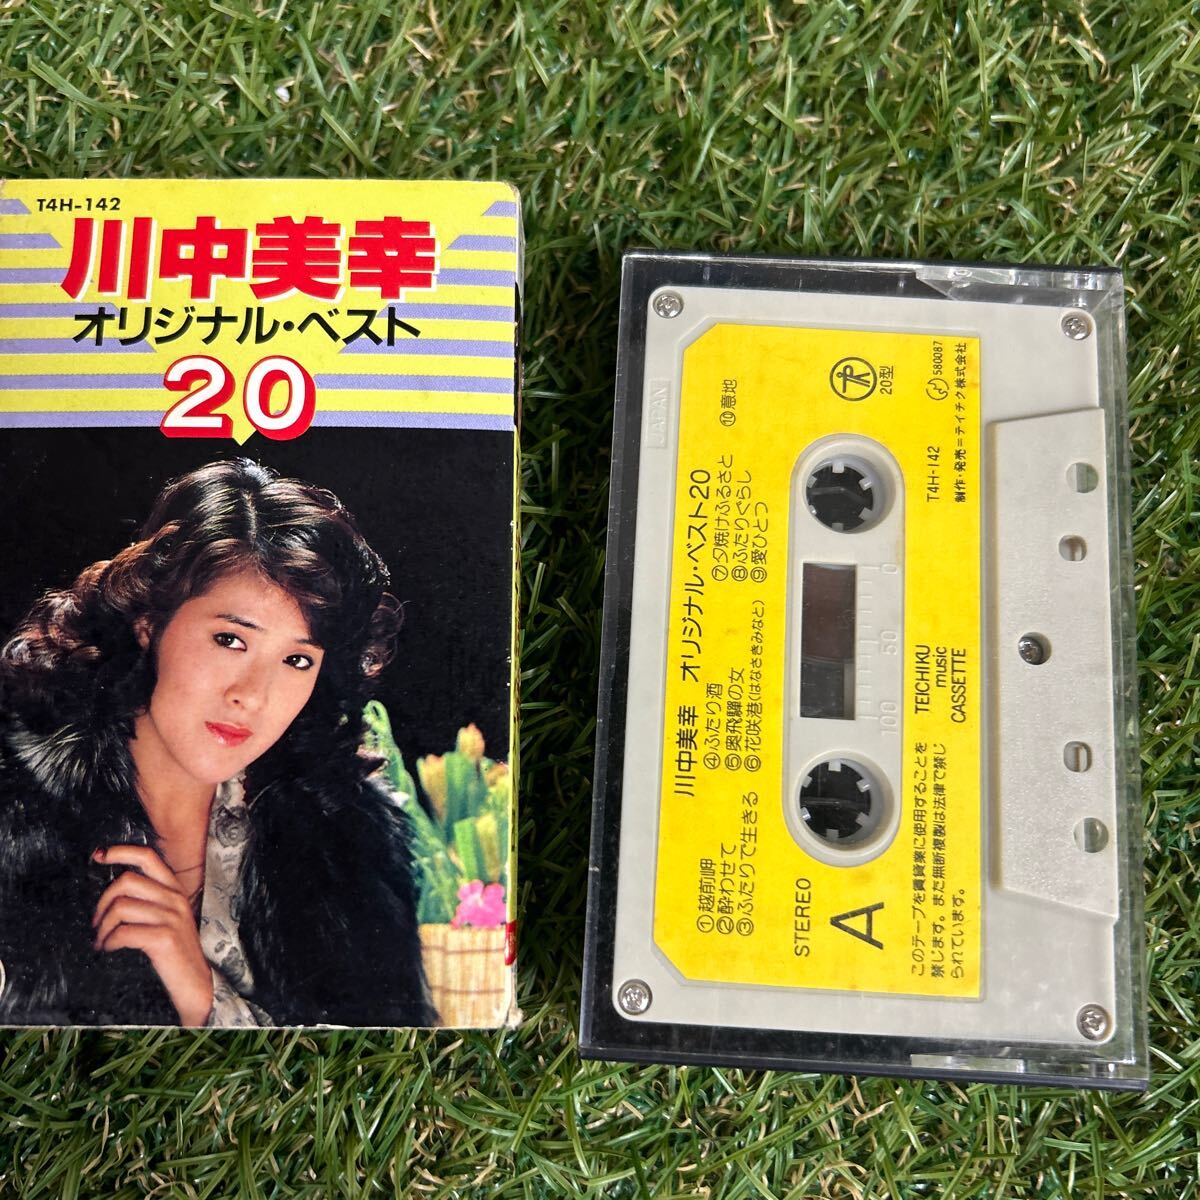 T4H-142
川中美幸
オリジナル・ベスト
20
JAPAN
川中美幸 オリジナル・ベスト20
①越前岬
②酔わせて
③ふたりで生きる
④ふたり酒
⑤奥飛騨の女
⑥花咲港(はなさきみなと)
⑦夕焼けふるさと
⑧ふたりぐらし
⑨愛ひとつ
⑩意地
STEREO
A
20型
100 50 0
TEICHIKU
music
CASSETTE
T4H-142
580087
制作・発売=テイチク株式会社
このテープを賃貸業に使用することを
禁じます。また無断複製は法律で禁じ
られています。